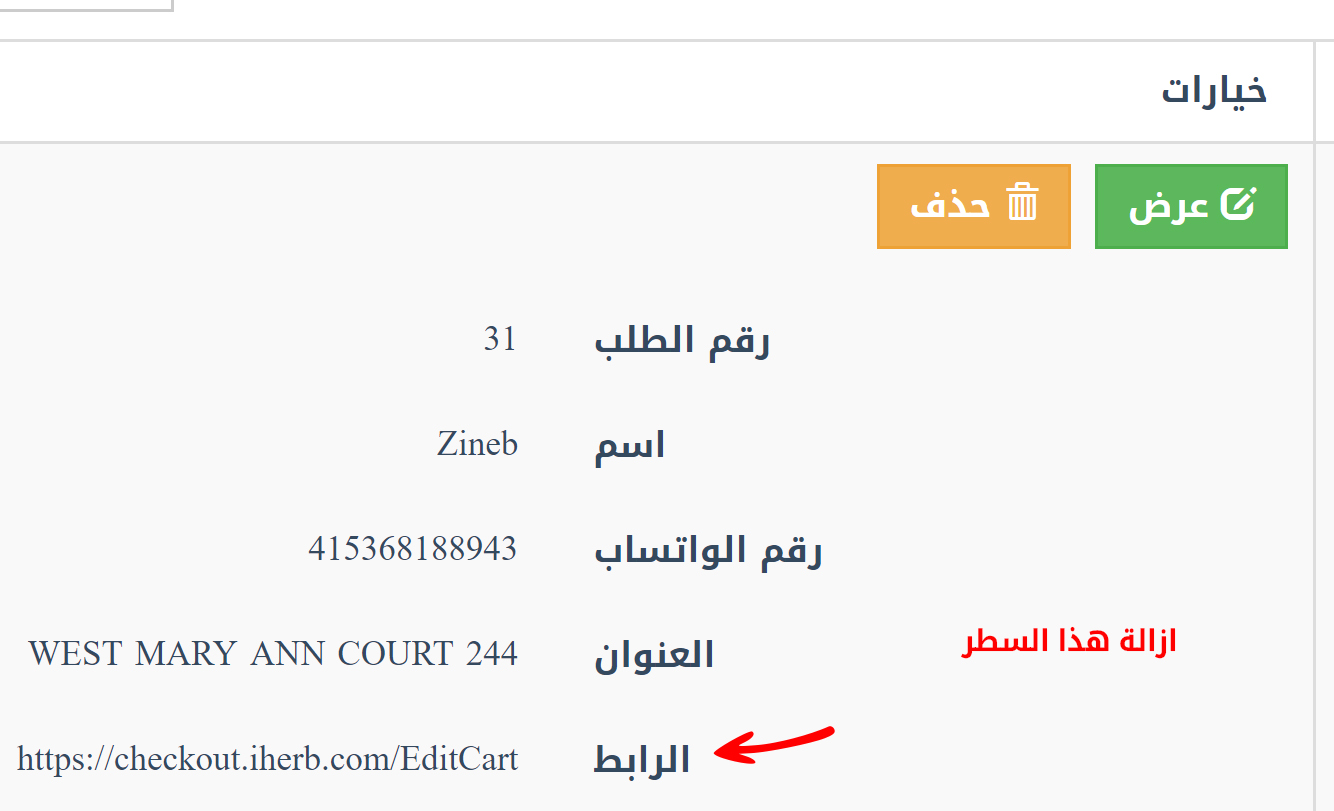 خيارات
عرض
حذف
رقم الطلب 31
اسم Zineb
رقم الواتساب 415368188943
العنوان WEST MARY ANN COURT 244
ازالة هذا السطر
الرابط https://checkout.iherb.com/EditCart